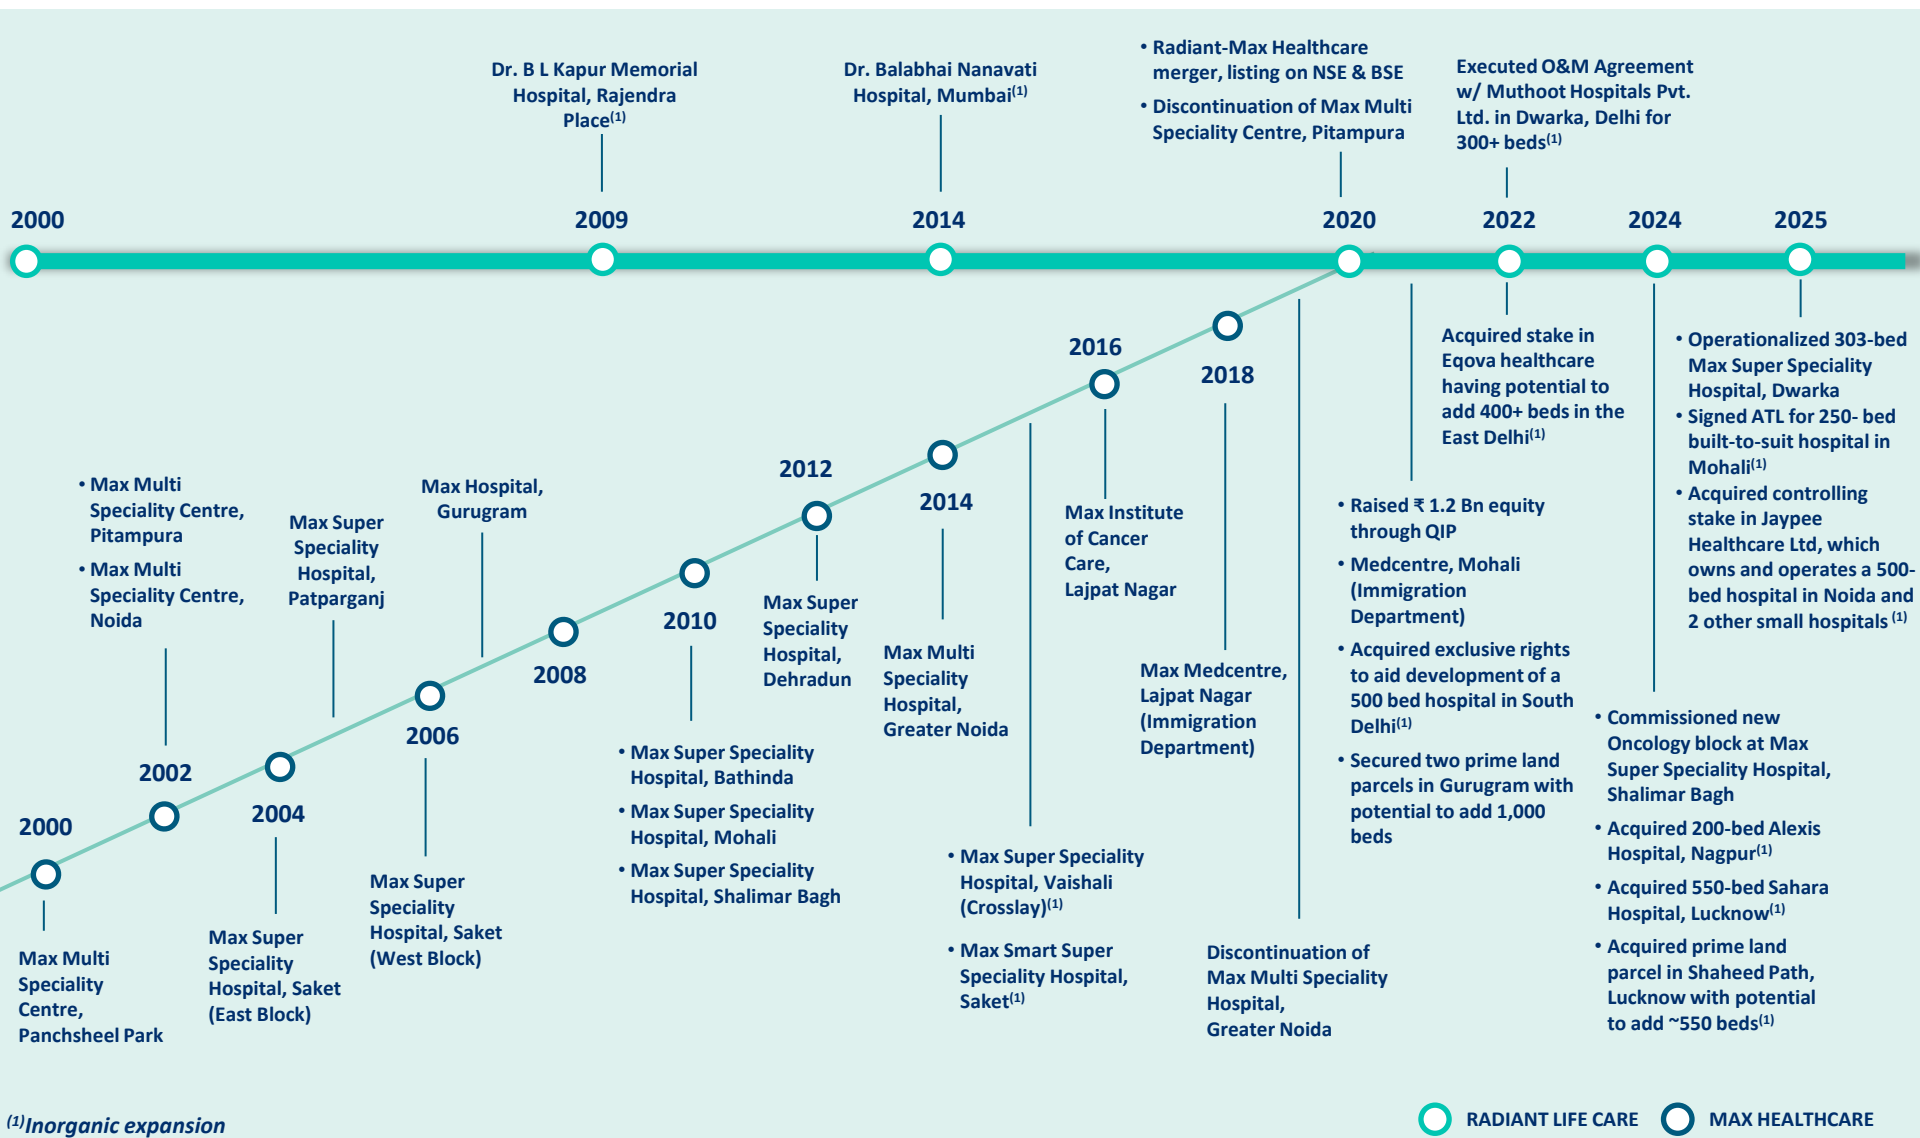 Dr. B L Kapur Memorial
Hospital, Rajendra
Place(1)
Dr. Balabhai Nanavati
Hospital, Mumbai(1)
• Radiant-Max Healthcare
merger, listing on NSE & BSE
• Discontinuation of Max Multi
Speciality Centre, Pitampura
Executed O&M Agreement
w/ Muthoot Hospitals Pvt.
Ltd. in Dwarka, Delhi for
300+ beds(1)
2000
2009
2014
2020
2022
2024
2025
2016
2018
Acquired stake in
Eqova healthcare
having potential to
add 400+ beds in the
East Delhi(1)
• Operationalized 303-bed
Max Super Speciality
Hospital, Dwarka
• Signed ATL for 250- bed
built-to-suit hospital in
Mohali(1)
• Acquired controlling
stake in Jaypee
Healthcare Ltd, which
owns and operates a 500-
bed hospital in Noida and
2 other small hospitals (1)
• Max Multi
Speciality Centre,
Pitampura
• Max Multi
Speciality Centre,
Noida
Max Super
Speciality
Hospital,
Patparganj
Max Hospital,
Gurugram
2012
2014
Max Institute
of Cancer
Care,
Lajpat Nagar
• Raised ₹ 1.2 Bn equity
through QIP
• Medcentre, Mohali
(Immigration
Department)
• Acquired exclusive rights
to aid development of a
500 bed hospital in South
Delhi(1)
• Secured two prime land
parcels in Gurugram with
potential to add 1,000
beds
2010
Max Super
Speciality
Hospital,
Dehradun
Max Multi
Speciality
Hospital,
Greater Noida
Max Medcentre,
Lajpat Nagar
(Immigration
Department)
2008
2006
2002
2004
2000
• Max Super Speciality
Hospital, Bathinda
• Max Super Speciality
Hospital, Mohali
• Max Super Speciality
Hospital, Shalimar Bagh
• Commissioned new
Oncology block at Max
Super Speciality Hospital,
Shalimar Bagh
• Acquired 200-bed Alexis
Hospital, Nagpur(1)
• Acquired 550-bed Sahara
Hospital, Lucknow(1)
• Acquired prime land
parcel in Shaheed Path,
Lucknow with potential
to add ~550 beds(1)
Max Multi
Speciality
Centre,
Panchsheel Park
Max Super
Speciality
Hospital, Saket
(East Block)
Max Super
Speciality
Hospital, Saket
(West Block)
• Max Super Speciality
Hospital, Vaishali
(Crosslay)(1)
• Max Smart Super
Speciality Hospital,
Saket(1)
Discontinuation of
Max Multi Speciality
Hospital,
Greater Noida
(1)Inorganic expansion
RADIANT LIFE CARE
MAX HEALTHCARE